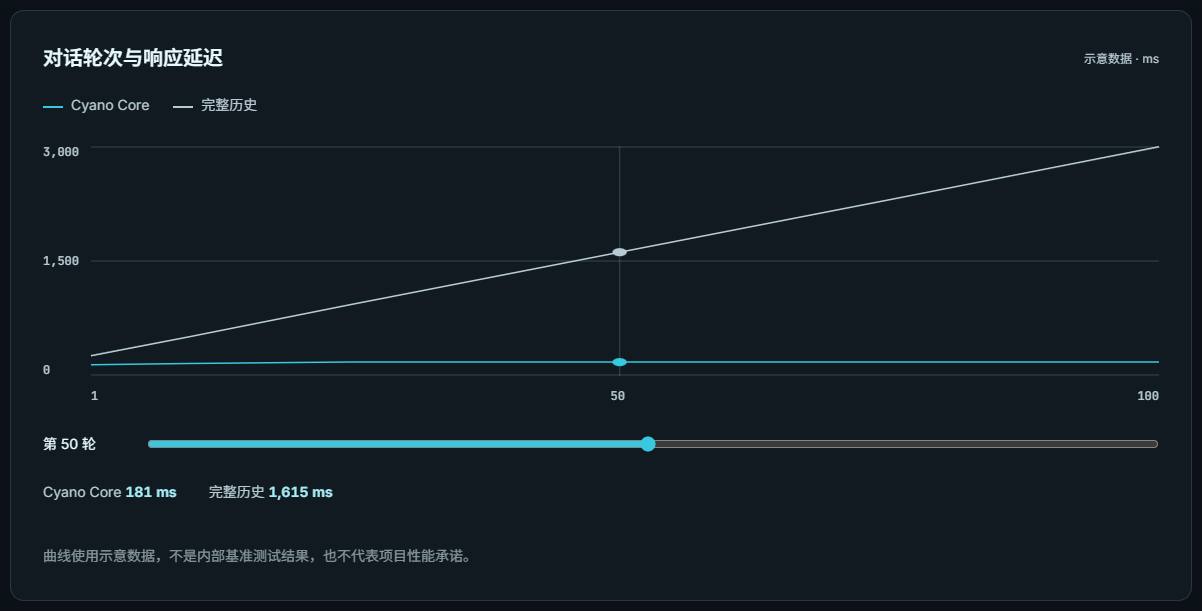 对话轮次与响应延迟
示意数据 · ms
Cyano Core 完整历史
3,000
1,500
0
1 50 100
第 50 轮
Cyano Core 181 ms 完整历史 1,615 ms
曲线使用示意数据，不是内部基准测试结果，也不代表项目性能承诺。